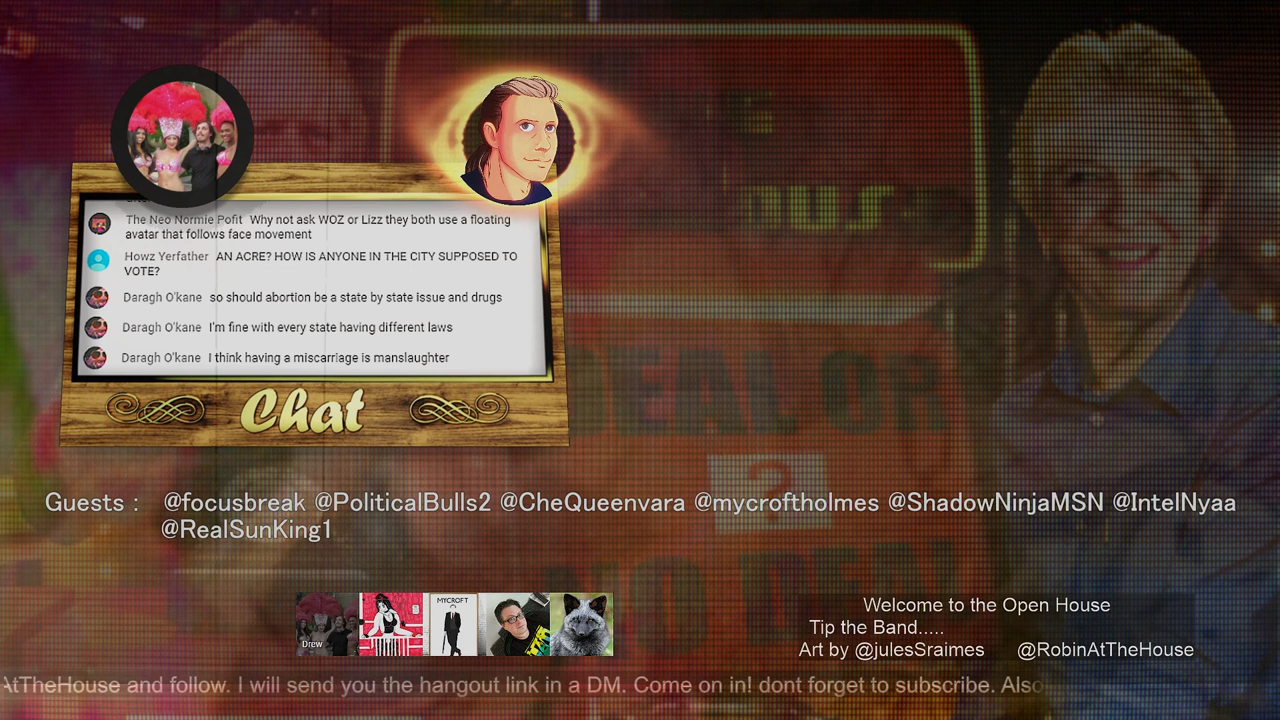 The Neo Normie Pofit Why not ask WOZ or Lizz they both use a floating
avatar that follows face movement
Howz Yerfather AN ACRE? HOW IS ANYONE IN THE CITY SUPPOSED TO
VOTE?
Daragh O'kane so should abortion be a state by state issue and drugs
Daragh O'kane I'm fine with every state having different laws
Daragh O'kane I think having a miscarriage is manslaughter
Chat
DEAL OR
?
NO DEAL
Guests : @focusbreak @PoliticalBulls2 @CheQueenvara @mycroftholmes @ShadowNinjaMSN @IntelNyaa
@RealSunKing1
Drew
MYCROFT
Welcome to the Open House
Tip the Band.....
Art by @julesSraimes @RobinAtTheHouse
AtTheHouse and follow. I will send you the hangout link in a DM. Come on in! dont forget to subscribe. Also